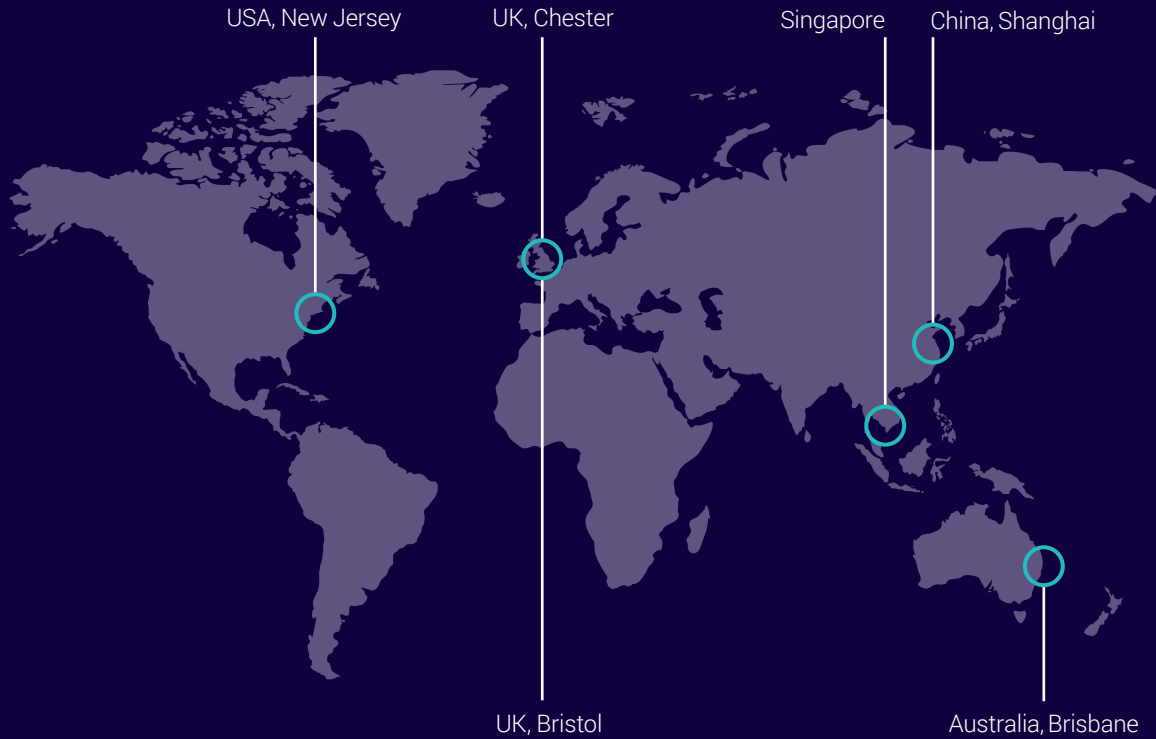 USA, New Jersey
UK, Chester
Singapore
China, Shanghai
UK, Bristol
Australia, Brisbane